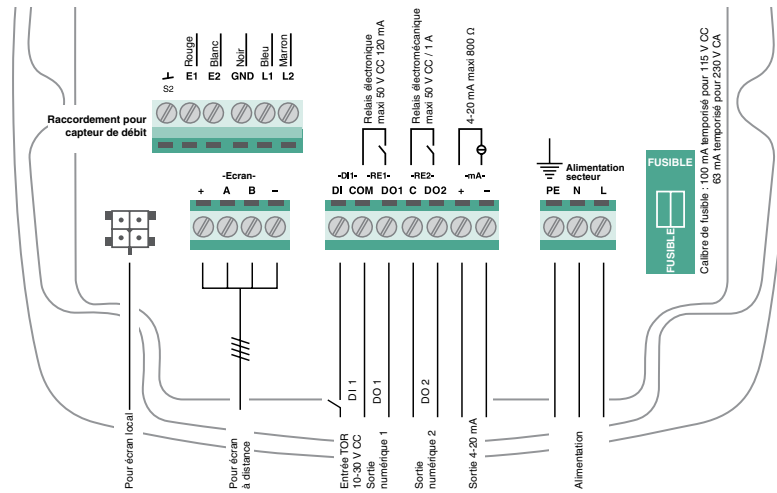 Rouge
Blanc
Noir
Bleu
Marron
S2
E1
E2
GND
L1
L2
Raccordement pour
capteur de débit
Relais électronique
maxi 50 V CC 120 mA
Relais électromécanique
maxi 50 V CC / 1 A
4-20 mA maxi 800 Ω
-Ecran-
+
A
B
–
-DI1-
-RE1-
-RE2-
-mA-
DI
COM
DO1
C
DO2
+
–
Alimentation
secteur
PE
N
L
FUSIBLE
FUSIBLE
Calibre de fusible : 100 mA temporisé pour 115 V CC
63 mA temporisé pour 230 V CA
DI 1
DO 1
DO 2
Pour écran local
Pour écran
à distance
Entrée TOR
10-30 V CC
Sortie
numérique 1
Sortie
numérique 2
Sortie 4-20 mA
Alimentation